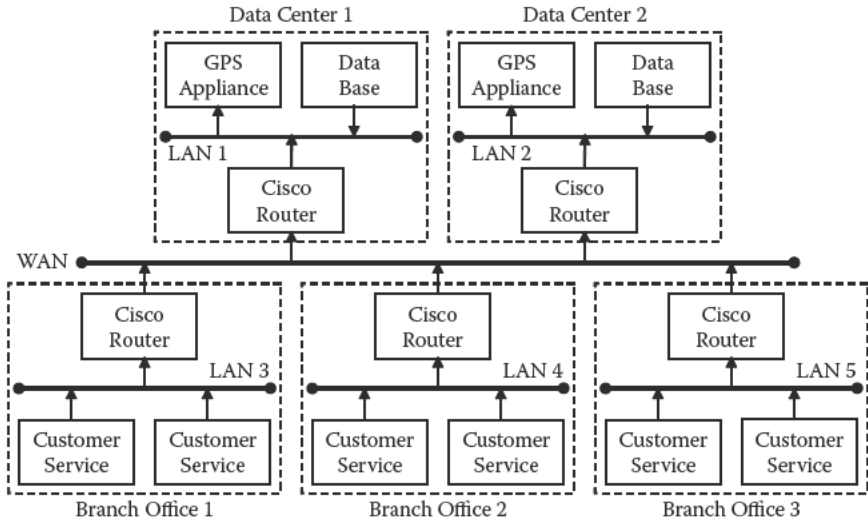 Data Center 1
Data Center 2
GPS
Appliance
Data
Base
GPS
Appliance
Data
Base
LAN 1
LAN 2
Cisco
Router
Cisco
Router
WAN
Cisco
Router
Cisco
Router
Cisco
Router
LAN 3
LAN 4
LAN 5
Customer
Service
Customer
Service
Customer
Service
Customer
Service
Customer
Service
Customer
Service
Branch Office 1
Branch Office 2
Branch Office 3